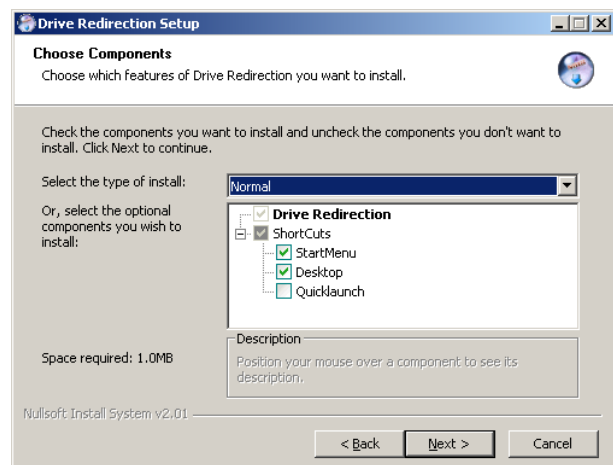 Drive Redirection Setup
Choose Components
Choose which features of Drive Redirection you want to install.
Check the components you want to install and uncheck the components you don't want to
install. Click Next to continue.
Select the type of install:
Normal
Or, select the optional
components you wish to
install:
Drive Redirection
ShortCuts
StartMenu
Desktop
Quicklaunch
Space required: 1.0MB
Description
Position your mouse over a component to see its
description.
Nullsoft Install System v2.01
< Back
Next >
Cancel